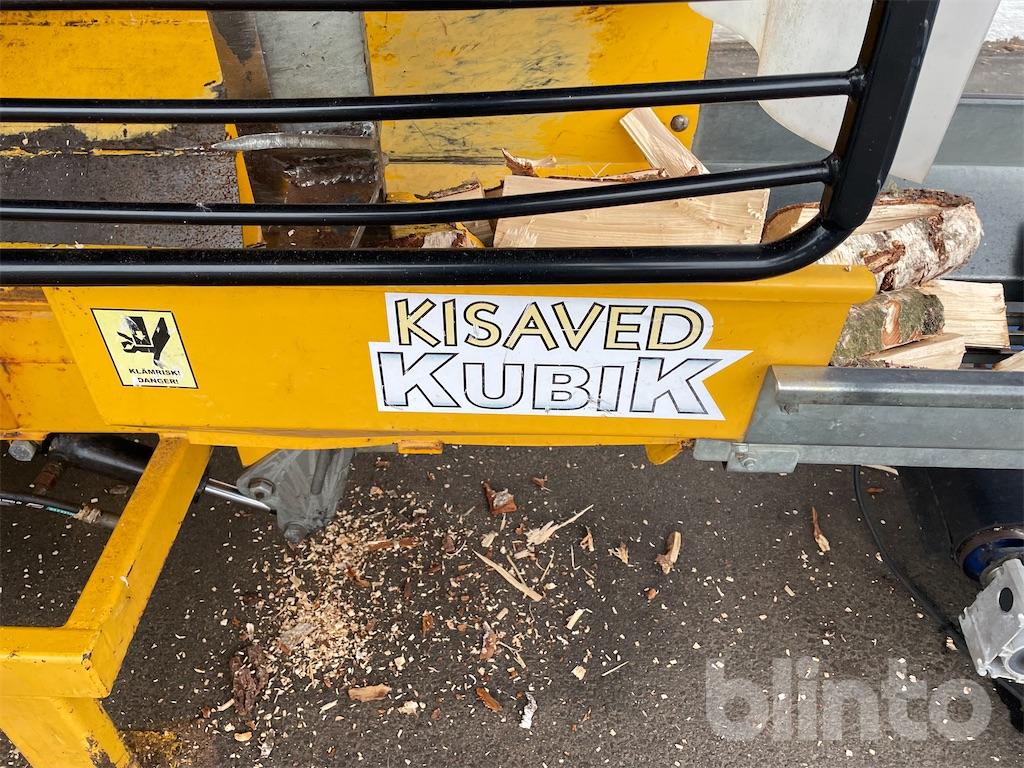 KISAVED
KUBIK
KLÄMRISK!
DANGER!
blinto